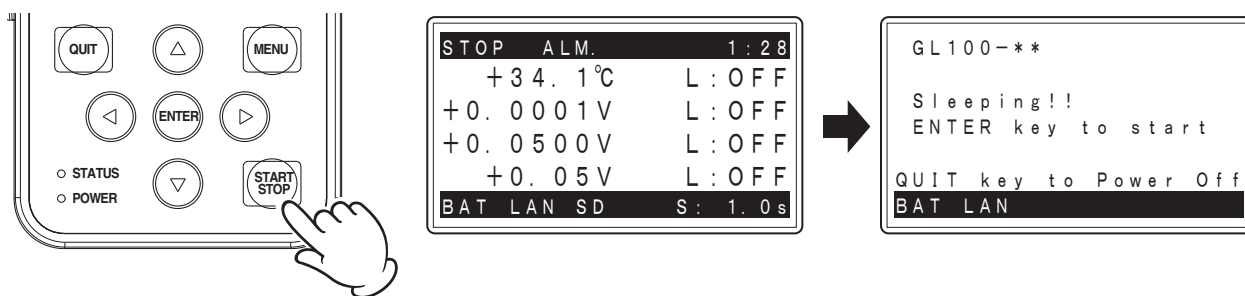 QUIT
MENU
ENTER
STATUS
POWER
START
STOP
STOP ALM. 1:28
+34.1℃ L:OFF
+0.0001V L:OFF
+0.0500V L:OFF
+0.05V L:OFF
BAT LAN SD S: 1.0s
GL100-**
Sleeping!!
ENTER key to start
QUIT key to Power Off
BAT LAN